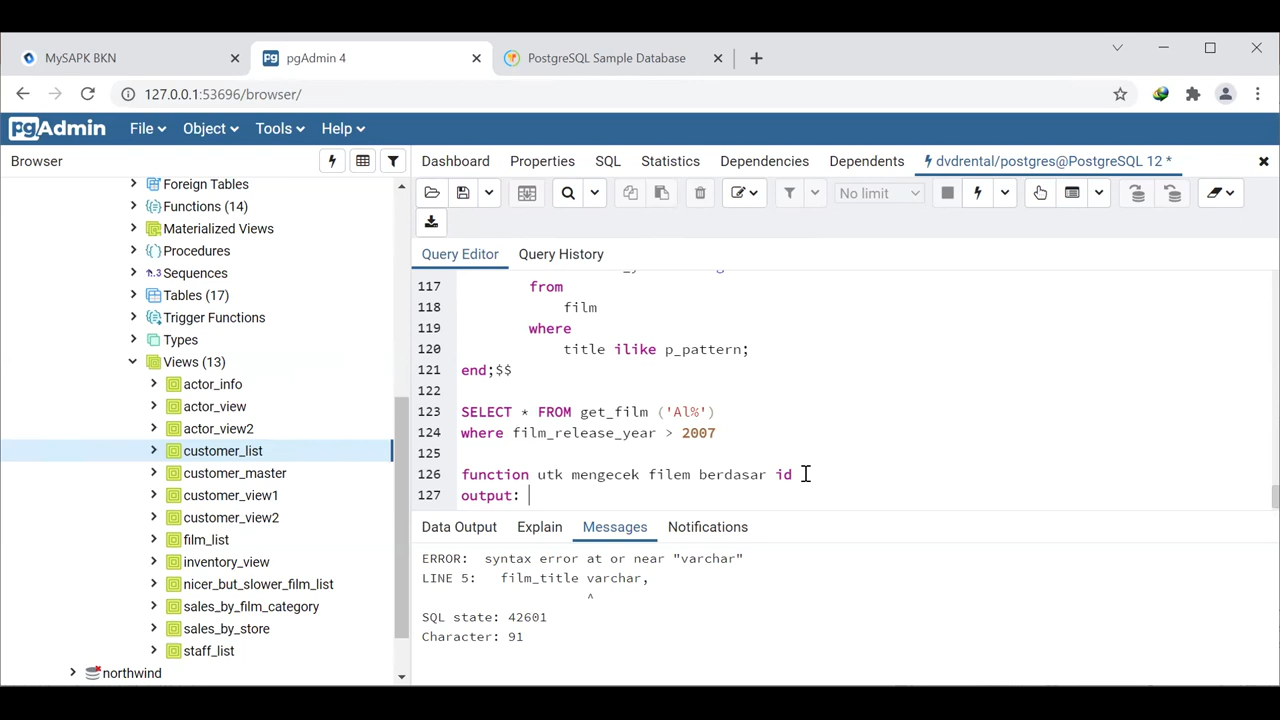 MySAPK BKN
pgAdmin 4
PostgreSQL Sample Database
127.0.0.1:53696/browser/
pgAdmin
File
Object
Tools
Help
Browser
Dashboard
Properties
SQL
Statistics
Dependencies
Dependents
dvdrental/postgres@PostgreSQL 12 *
Foreign Tables
Functions (14)
Materialized Views
Procedures
Sequences
Tables (17)
Trigger Functions
Types
Views (13)
actor_info
actor_view
actor_view2
customer_list
customer_master
customer_view1
customer_view2
film_list
inventory_view
nicer_but_slower_film_list
sales_by_film_category
sales_by_store
staff_list
northwind
No limit
Query Editor
Query History
117 from
118 film
119 where
120 title ilike p_pattern;
121 end;$$
122
123 SELECT * FROM get_film ('Al%')
124 where film_release_year > 2007
125
126 function utk mengecek filem berdasar id
127 output:
Data Output
Explain
Messages
Notifications
ERROR: syntax error at or near "varchar"
LINE 5: film_title varchar,
^
SQL state: 42601
Character: 91